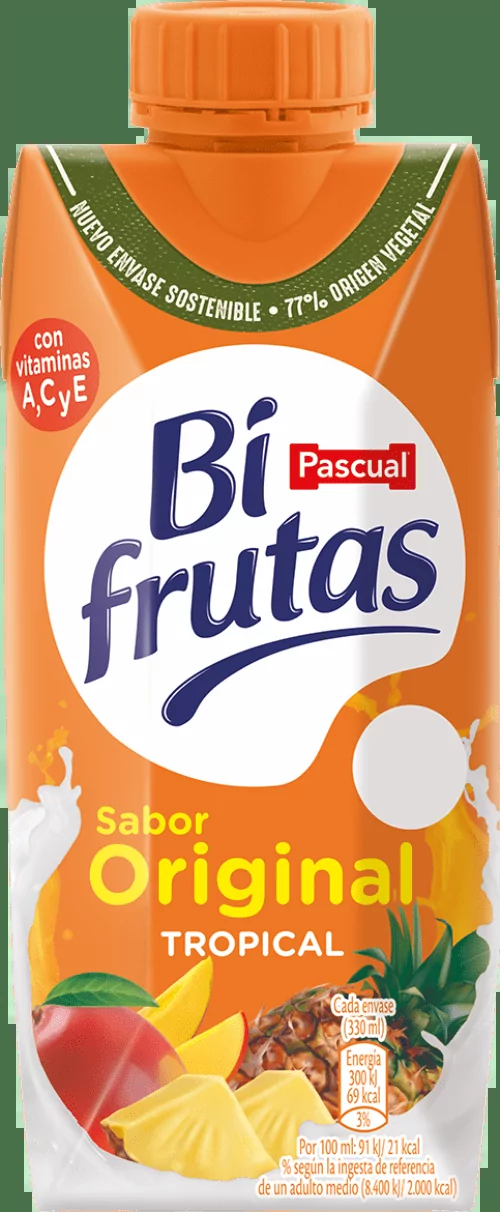 NUEVO ENVASE SOSTENIBLE • 77% ORIGEN VEGETAL
con
vitaminas
A,C y E
Bi
Pascual
frutas
Sabor
Original
TROPICAL
Cada envase
(330 ml)
Energía
300 kJ
69 kcal
3%
Por 100 ml: 91 kJ/ 21 kcal
% según la ingesta de referencia
de un adulto medio (8.400 kJ/ 2.000 kcal)